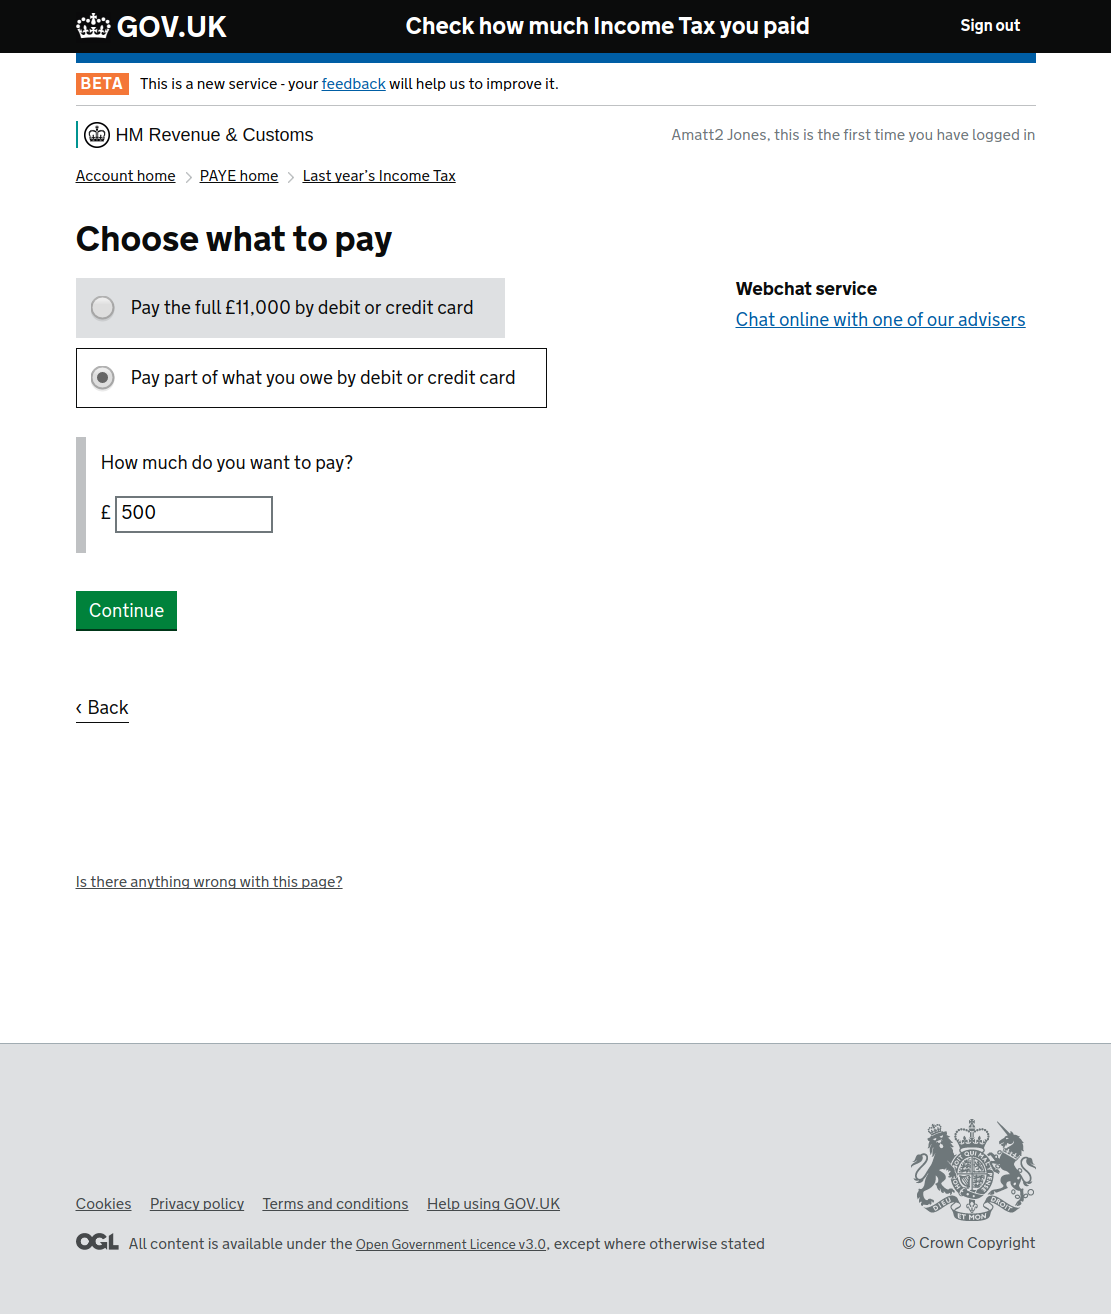 GOV.UK Check how much Income Tax you paid Sign out
BETA This is a new service - your feedback will help us to improve it.
HM Revenue & Customs Amatt2 Jones, this is the first time you have logged in
Account home PAYE home Last year's Income Tax
Choose what to pay
Pay the full £11,000 by debit or credit card
Pay part of what you owe by debit or credit card
Webchat service
Chat online with one of our advisers
How much do you want to pay?
£ 500
Continue
‹ Back
Is there anything wrong with this page?
Cookies Privacy policy Terms and conditions Help using GOV.UK
OGL All content is available under the Open Government Licence v3.0, except where otherwise stated
© Crown Copyright